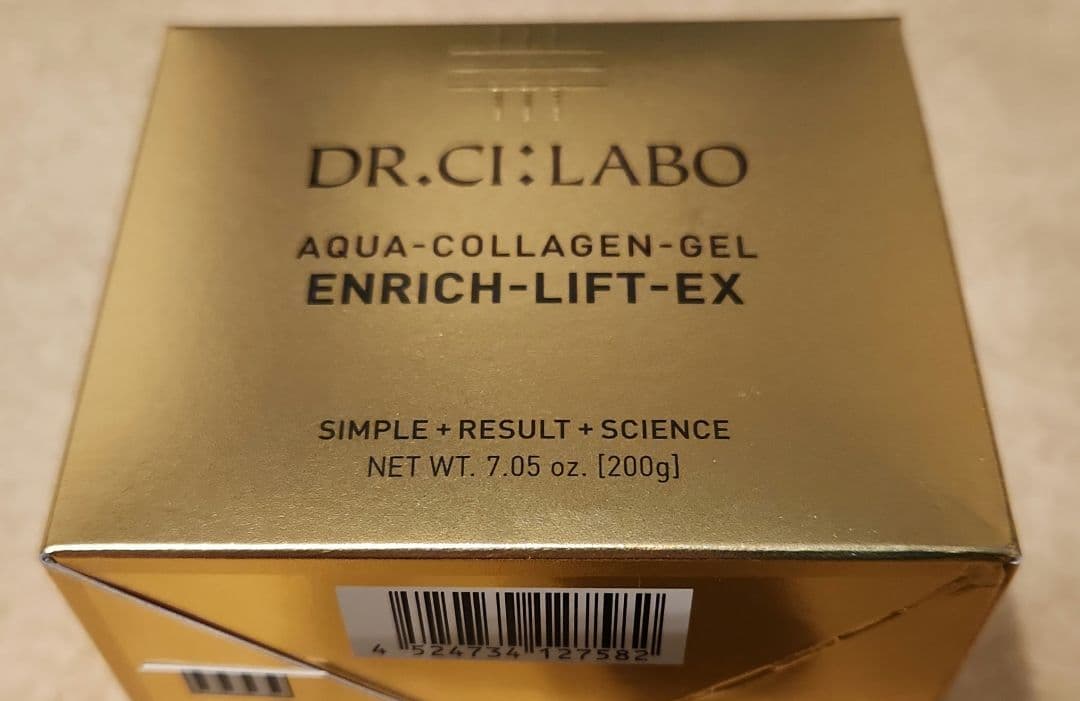 DR.CI:LABO
AQUA-COLLAGEN-GEL
ENRICH-LIFT-EX
SIMPLE + RESULT + SCIENCE
NET WT. 7.05 oz. [200g]
4 524734 127582